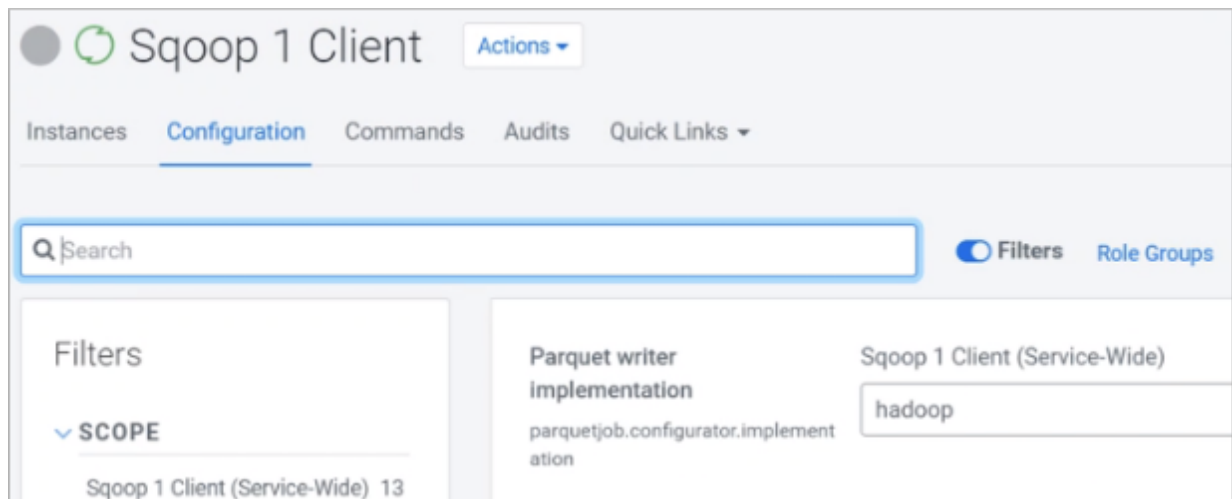 Sqoop 1 Client
Actions
Instances Configuration Commands Audits Quick Links
Search
Filters Role Groups
Filters
SCOPE
Sqoop 1 Client (Service-Wide) 13
Parquet writer
implementation
parquetjob.configurator.implement
ation
Sqoop 1 Client (Service-Wide)
hadoop